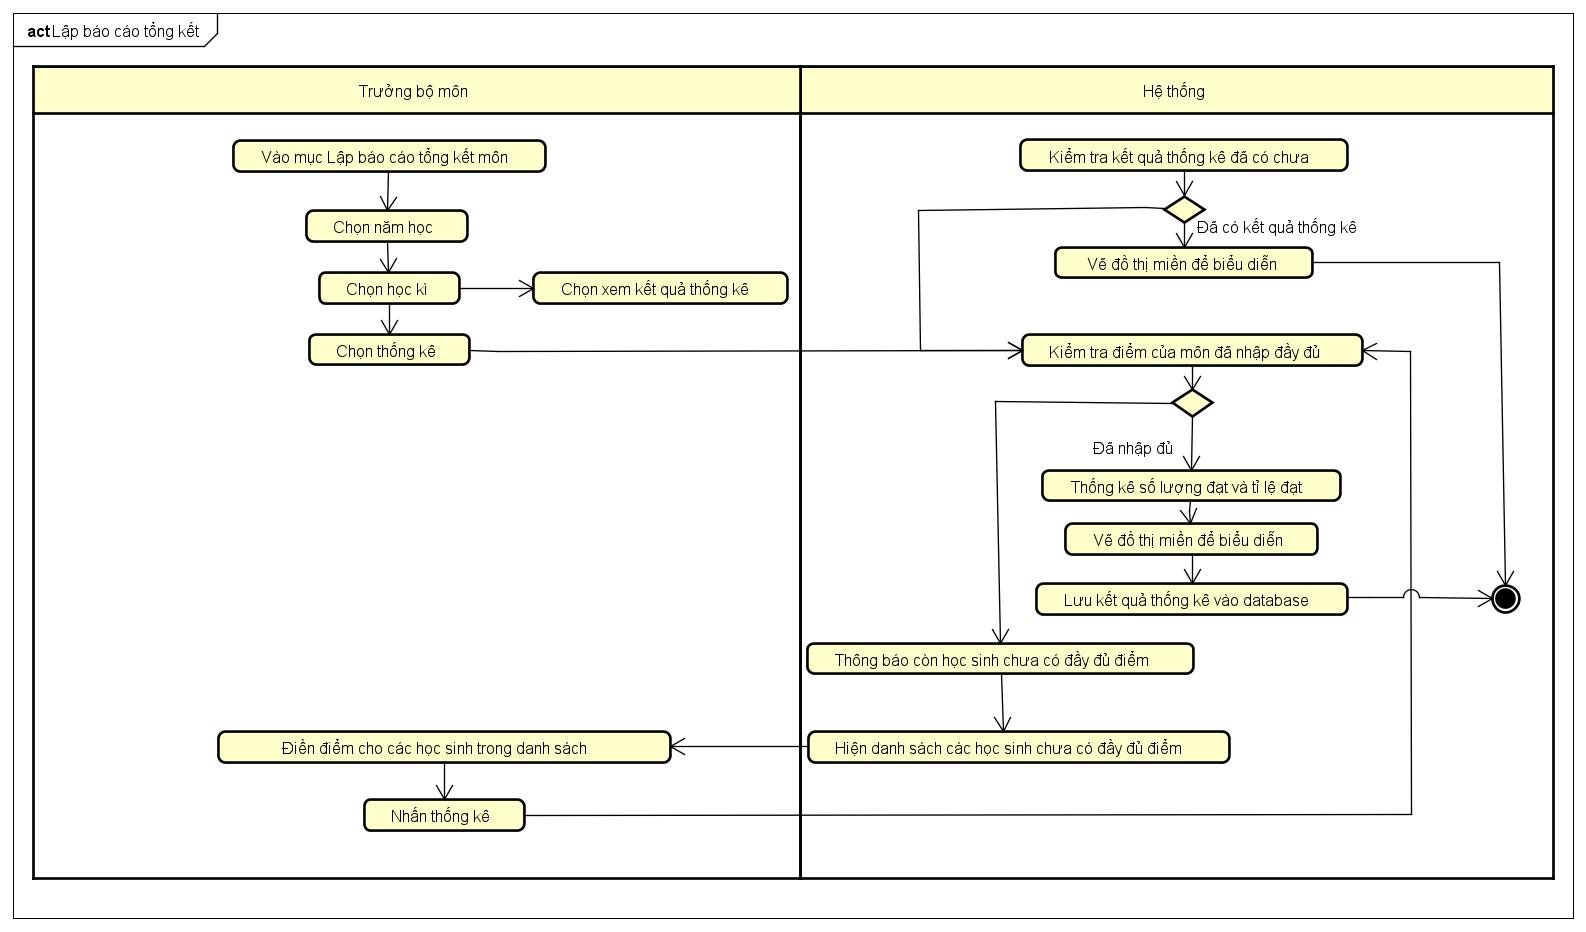 act Lập báo cáo tổng kết
Trưởng bộ môn
Hệ thống
Vào mục Lập báo cáo tổng kết môn
Chọn năm học
Chọn học kì
Chọn xem kết quả thống kê
Chọn thống kê
Kiểm tra kết quả thống kê đã có chưa
Đã có kết quả thống kê
Vẽ đồ thị miền để biểu diễn
Kiểm tra điểm của môn đã nhập đầy đủ
Đã nhập đủ
Thống kê số lượng đạt và tỉ lệ đạt
Vẽ đồ thị miền để biểu diễn
Lưu kết quả thống kê vào database
Thông báo còn học sinh chưa có đầy đủ điểm
Hiện danh sách các học sinh chưa có đầy đủ điểm
Điền điểm cho các học sinh trong danh sách
Nhấn thống kê